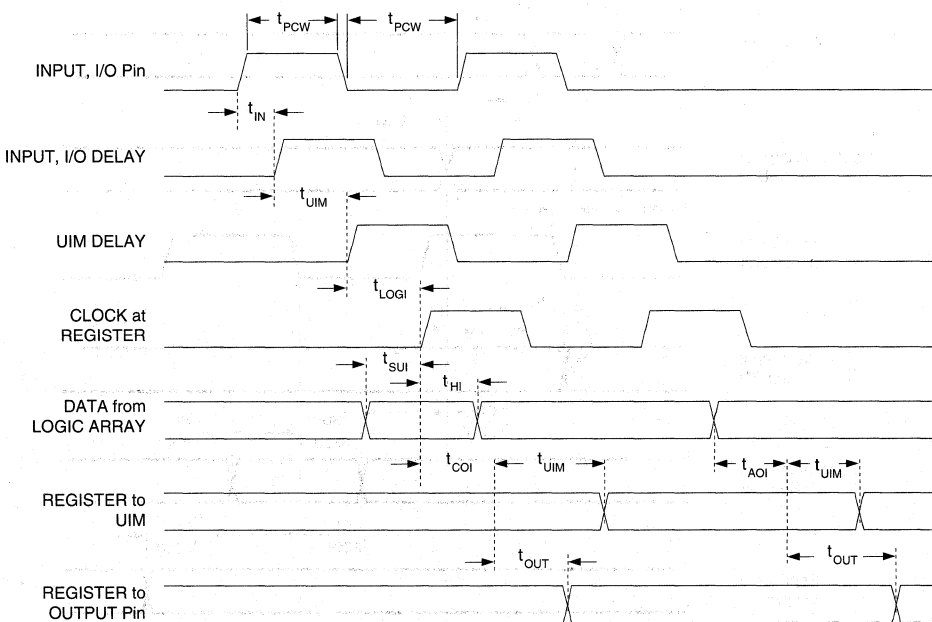 tPCW tPCW
INPUT, I/O Pin
tIN
INPUT, I/O DELAY
tUIM
UIM DELAY
tLOGI
CLOCK at
REGISTER
tSUI
tHI
DATA from
LOGIC ARRAY
tCOI tUIM tAOI tUIM
REGISTER to
UIM
tOUT tOUT
REGISTER to
OUTPUT Pin